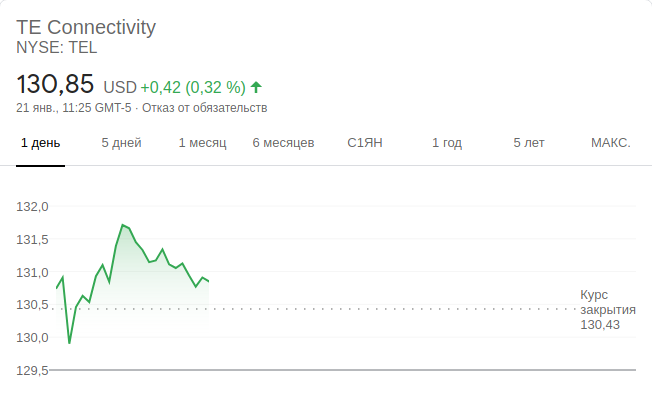 TE Connectivity
NYSE: TEL
130,85 USD +0,42 (0,32 %)
21 янв., 11:25 GMT-5 · Отказ от обязательств
1 день 5 дней 1 месяц 6 месяцев С1ЯН 1 год 5 лет МАКС.
132,0
131,5
131,0
130,5
130,0
129,5
Курс
закрытия
130,43